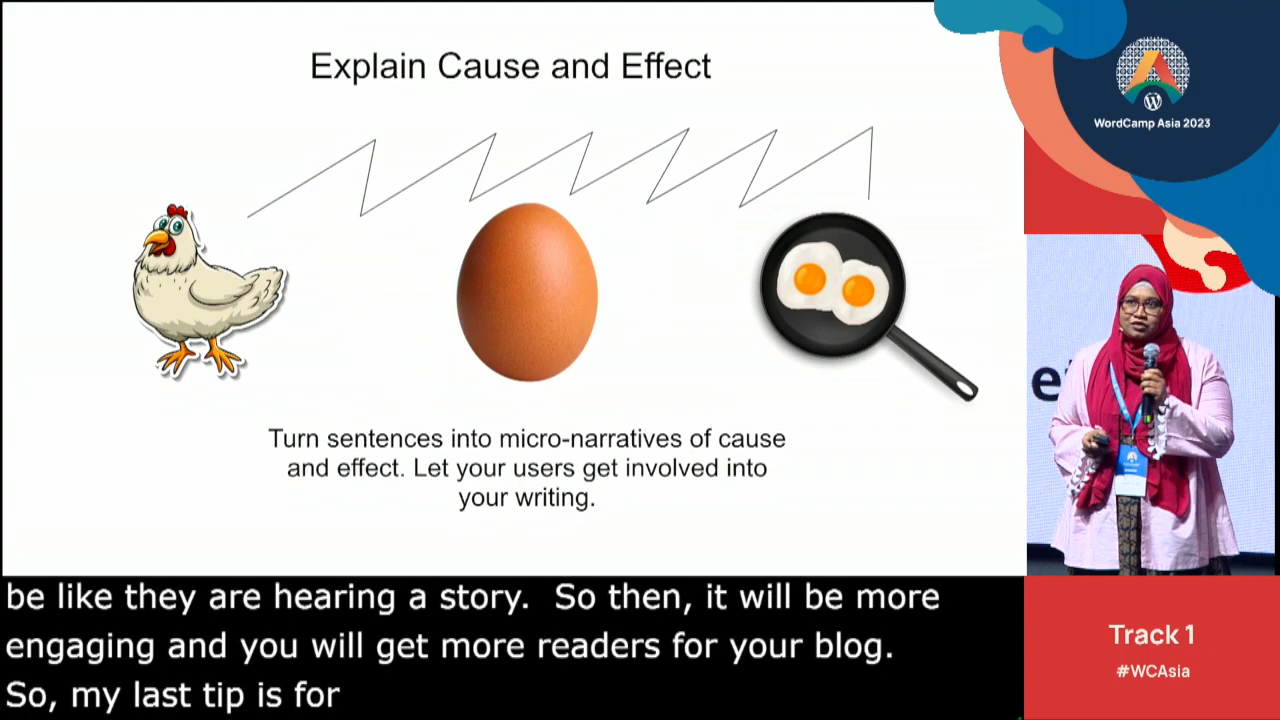 Explain Cause and Effect
Turn sentences into micro-narratives of cause
and effect. Let your users get involved into
your writing.
be like they are hearing a story.  So then, it will be more
engaging and you will get more readers for your blog.
So, my last tip is for
WordCamp Asia 2023
e
Track 1
#WCAsia